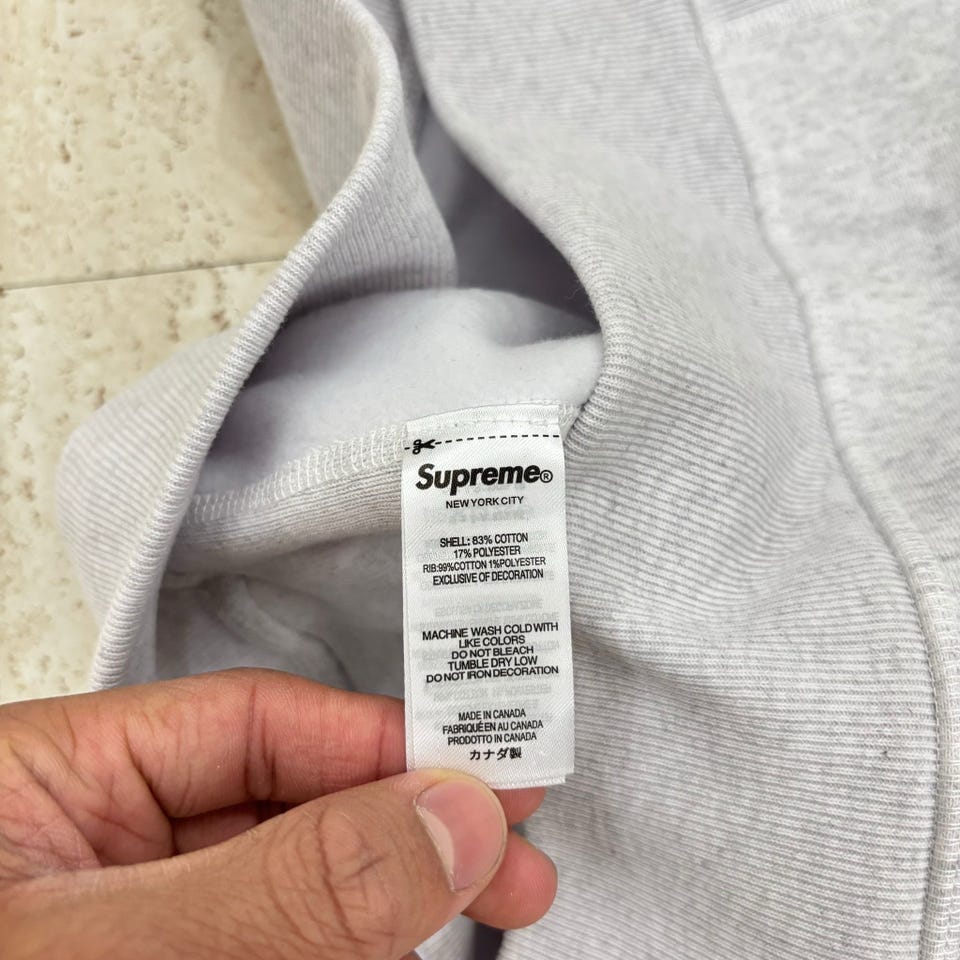 Supreme®
NEW YORK CITY
SHELL: 83% COTTON
17% POLYESTER
RIB:99%COTTON 1%POLYESTER
EXCLUSIVE OF DECORATION
MACHINE WASH COLD WITH
LIKE COLORS
DO NOT BLEACH
TUMBLE DRY LOW
DO NOT IRON DECORATION
MADE IN CANADA
FABRIQUÉ EN AU CANADA
PRODOTTO IN CANADA
カナダ製